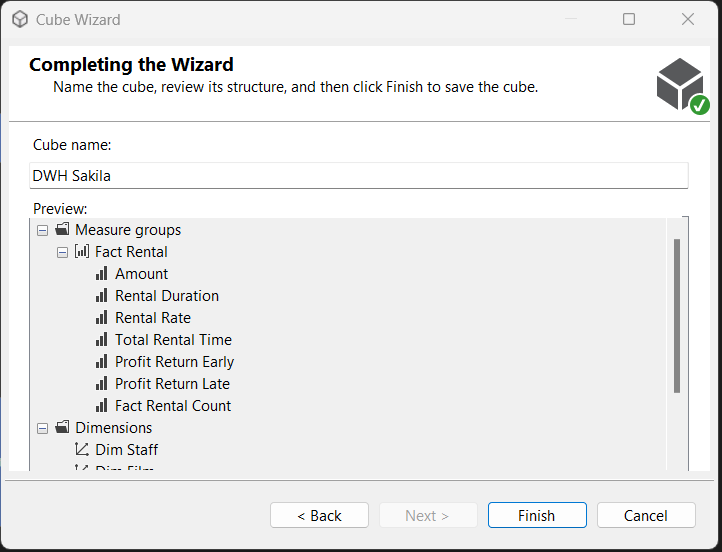 Cube Wizard
Completing the Wizard
Name the cube, review its structure, and then click Finish to save the cube.
Cube name:
DWH Sakila
Preview:
Measure groups
Fact Rental
Amount
Rental Duration
Rental Rate
Total Rental Time
Profit Return Early
Profit Return Late
Fact Rental Count
Dimensions
Dim Staff
Dim Film
< Back
Next >
Finish
Cancel